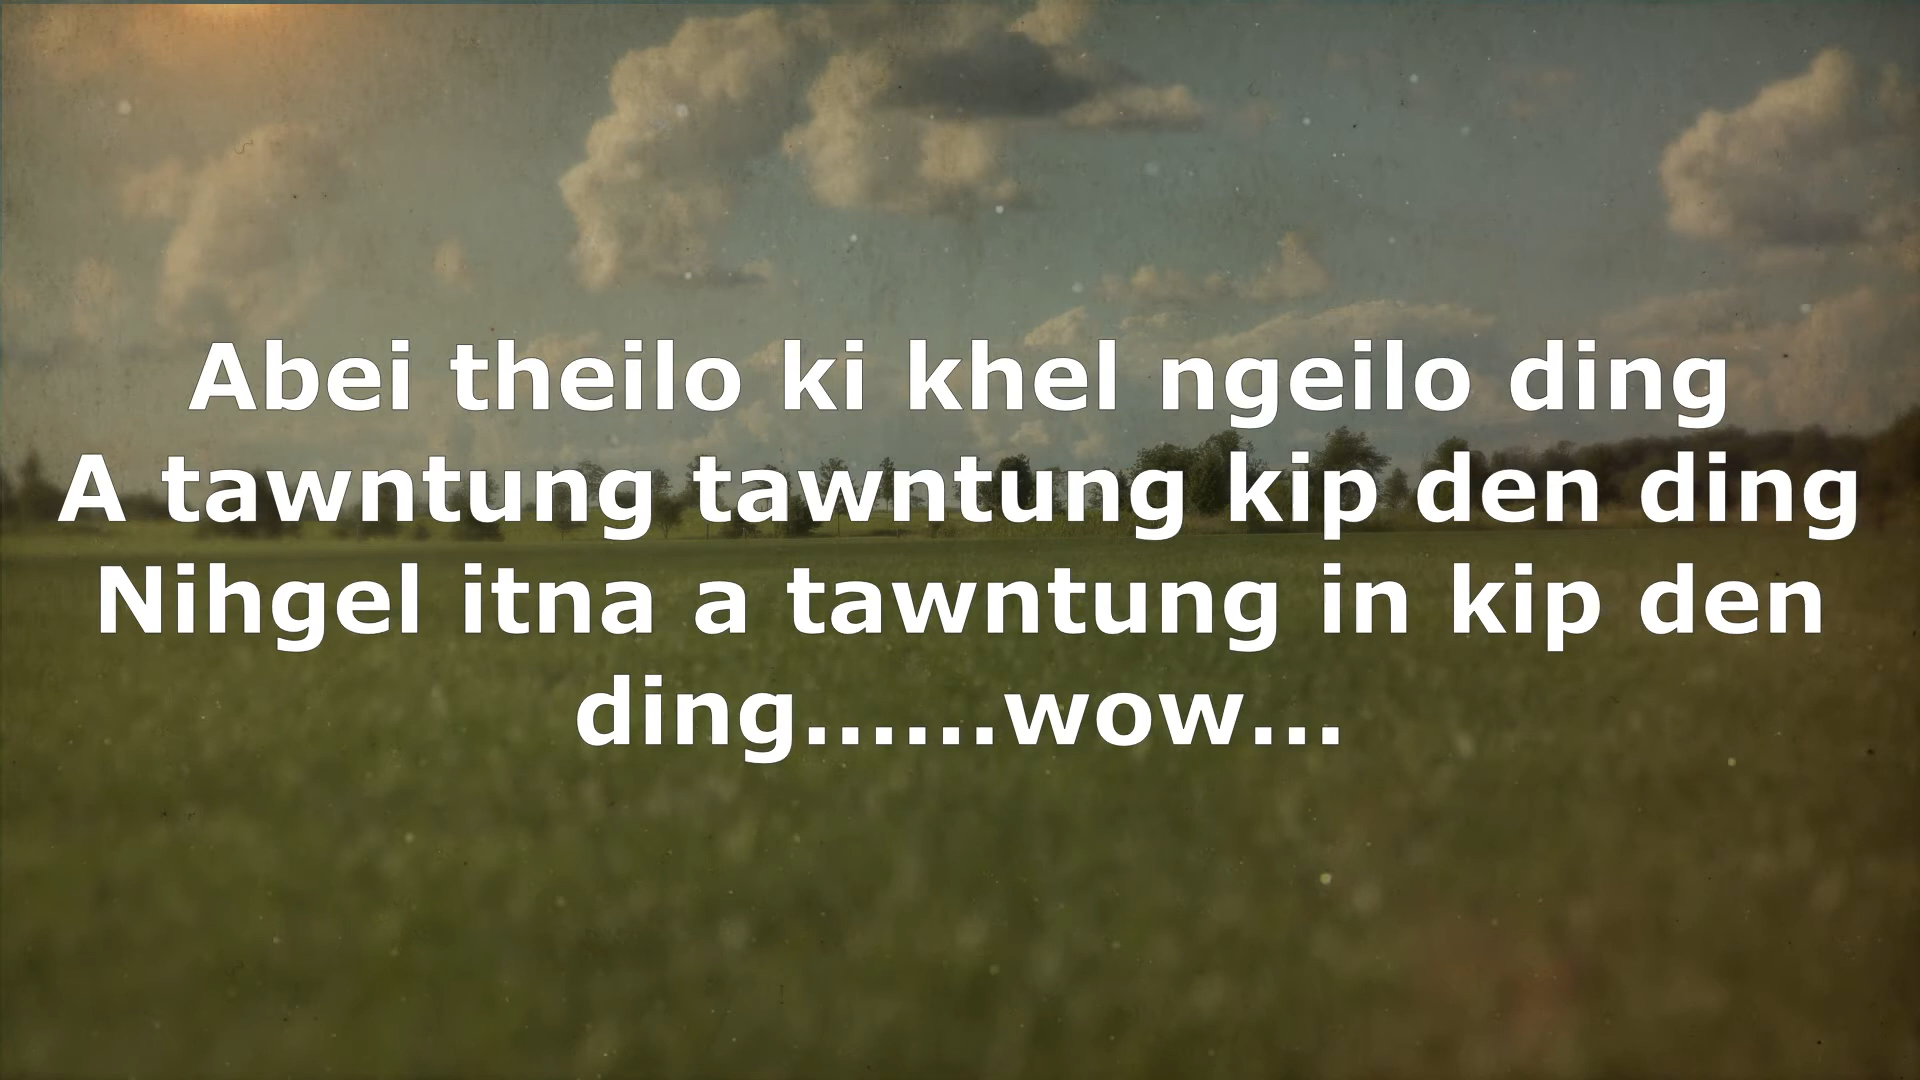 Abei theilo ki khel ngeilo ding
A tawntung tawntung kip den ding
Nihgel itna a tawntung in kip den
ding......wow...